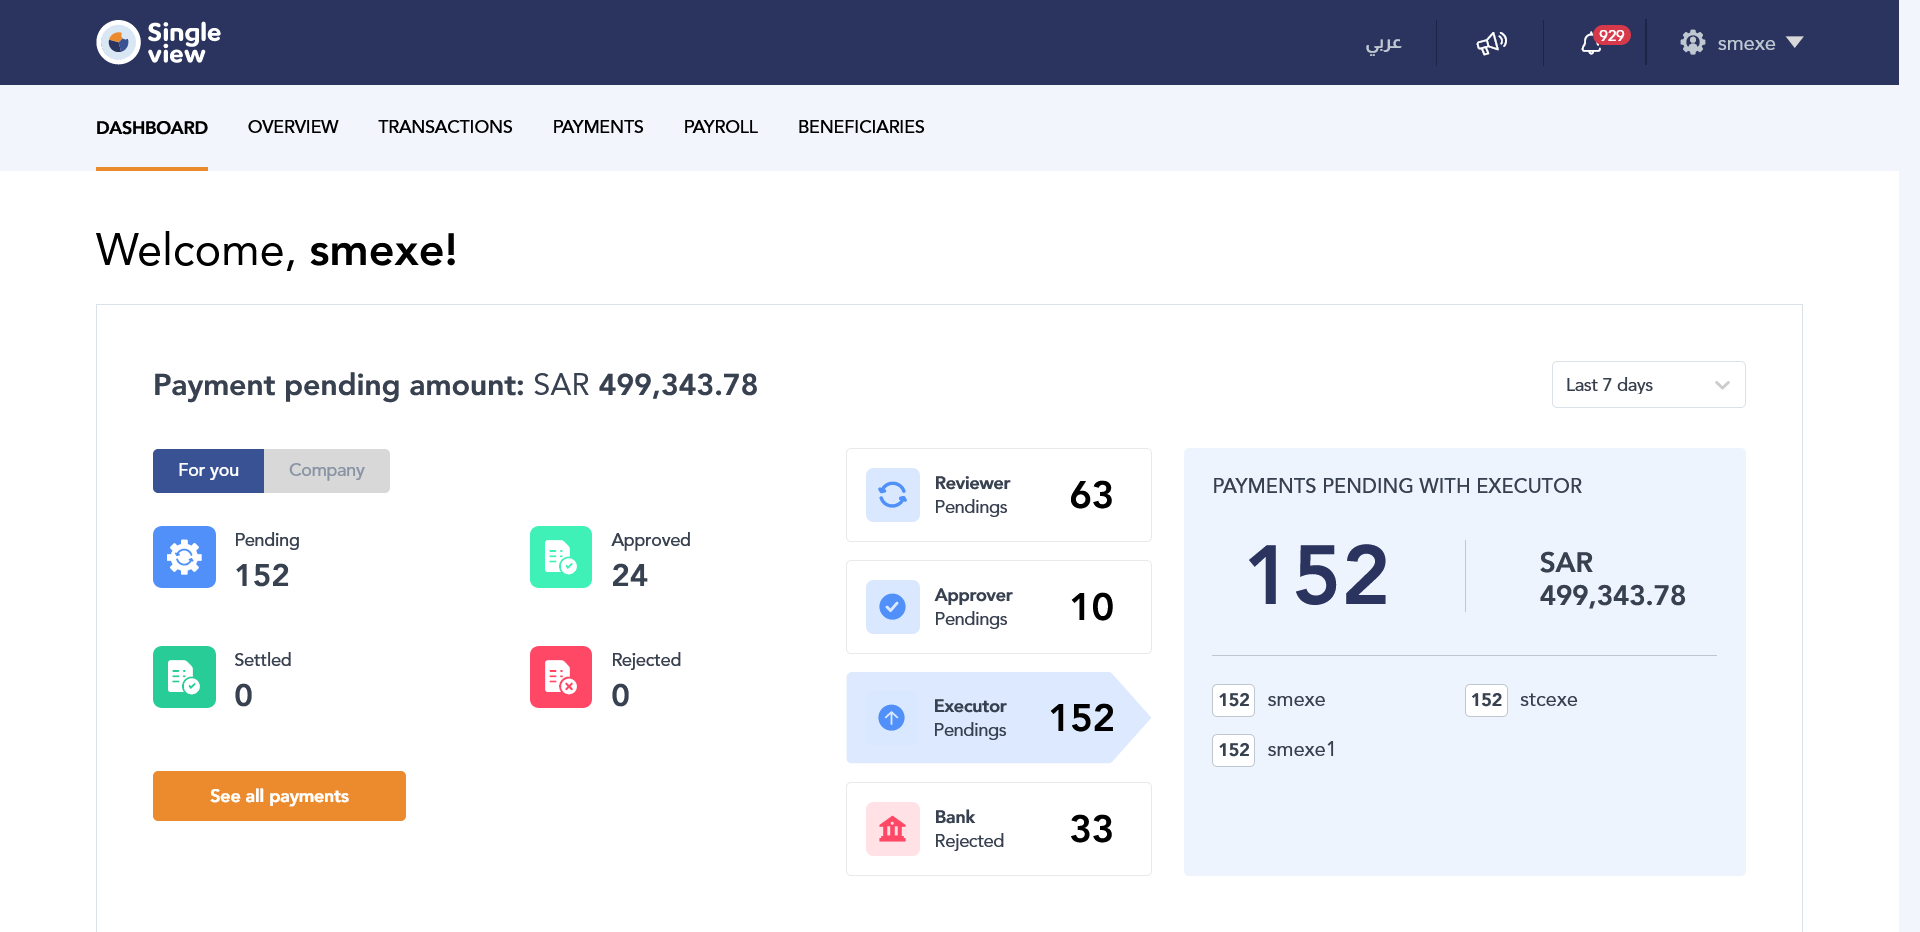 Single
view
عربي
929
smexe
DASHBOARD
OVERVIEW
TRANSACTIONS
PAYMENTS
PAYROLL
BENEFICIARIES
Welcome, smexe!
Payment pending amount: SAR 499,343.78
Last 7 days
For you
Company
Pending
152
Approved
24
Settled
0
Rejected
0
See all payments
Reviewer
Pendings
63
Approver
Pendings
10
Executor
Pendings
152
Bank
Rejected
33
PAYMENTS PENDING WITH EXECUTOR
152
SAR
499,343.78
152 smexe
152 stcexe
152 smexe1